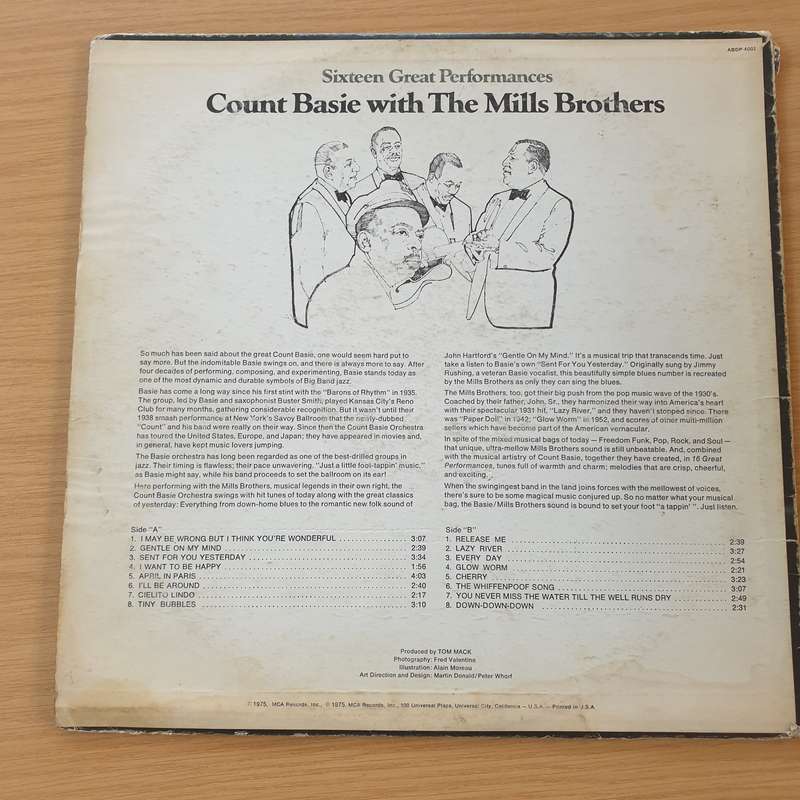 ABDP-4002
Sixteen Great Performances
Count Basie with The Mills Brothers
So much has been said about the great Count Basie, one would seem hard put to
say more. But the indomitable Basie swings on, and there is always more to say. After
four decades of performing, composing, and experimenting, Basie stands today as
one of the most dynamic and durable symbols of Big Band jazz.
Basie has come a long way since his first stint with the "Barons of Rhythm" in 1935.
The group, led by Basie and saxophonist Buster Smith, played Kansas City's Reno
Club for many months, gathering considerable recognition. But it wasn't until their
1938 smash performance at New York's Savoy Ballroom that the newly-dubbed
"Count" and his band were really on their way. Since then the Count Basie Orchestra
has toured the United States, Europe, and Japan; they have appeared in movies and,
in general, have kept music lovers jumping.
The Basie orchestra has long been regarded as one of the best-drilled groups in
jazz. Their timing is flawless; their pace unwavering. "Just a little foot-tappin' music,"
as Basie might say, while his band proceeds to set the ballroom on its ear!
Here performing with the Mills Brothers, musical legends in their own right, the
Count Basie Orchestra swings with hit tunes of today along with the great classics
of yesterday: Everything from down-home blues to the romantic new folk sound of
John Hartford's "Gentle On My Mind." It's a musical trip that transcends time. Just
take a listen to Basie's own "Sent For You Yesterday." Originally sung by Jimmy
Rushing, a veteran Basie vocalist, this beautifully simple blues number is recreated
by the Mills Brothers as only they can sing the blues.
The Mills Brothers, too, got their big push from the pop music wave of the 1930's.
Coached by their father, John, Sr., they harmonized their way into America's heart
with their spectacular 1931 hit, "Lazy River," and they haven't stopped since. There
was "Paper Doll" in 1942; "Glow Worm" in 1952, and scores of other multi-million
sellers which have become part of the American vernacular.
In spite of the mixed musical bags of today — Freedom Funk, Pop, Rock, and Soul —
that unique, ultra-mellow Mills Brothers sound is still unbeatable. And, combined
with the musical artistry of Count Basie, together they have created, in 16 Great
Performances, tunes full of warmth and charm; melodies that are crisp, cheerful,
and exciting.
When the swingingest band in the land joins forces with the mellowest of voices,
there's sure to be some magical music conjured up. So no matter what your musical
bag, the Basie/Mills Brothers sound is bound to set your foot "a tappin' ". Just listen.
Side "A"
1. I MAY BE WRONG BUT I THINK YOU'RE WONDERFUL 3:07
2. GENTLE ON MY MIND 2:39
3. SENT FOR YOU YESTERDAY 3:34
4. I WANT TO BE HAPPY 1:56
5. APRIL IN PARIS 4:03
6. I'LL BE AROUND 2:40
7. CIELITO LINDO 2:17
8. TINY BUBBLES 3:10
Side "B"
1. RELEASE ME 2:39
2. LAZY RIVER 3:27
3. EVERY DAY 2:54
4. GLOW WORM 2:21
5. CHERRY 3:23
6. THE WHIFFENPOOF SONG 3:07
7. YOU NEVER MISS THE WATER TILL THE WELL RUNS DRY 2:49
8. DOWN-DOWN-DOWN 2:31
Produced by TOM MACK
Photography: Fred Valentine
Illustration: Alain Moreau
Art Direction and Design: Martin Donald/Peter Whorf
℗ 1975, MCA Records, Inc., © 1975, MCA Records, Inc., 100 Universal Plaza, Universal City, California — U.S.A. — Printed in U.S.A.